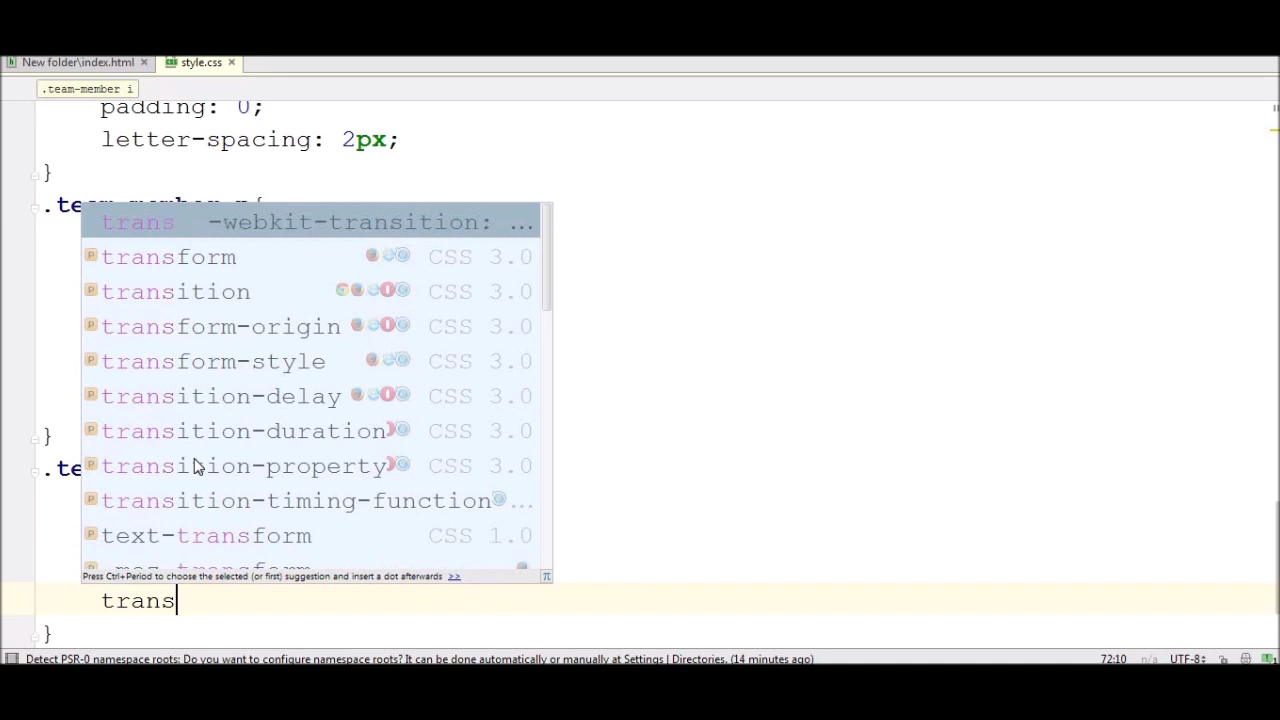 New folder\index.html
style.css
.team-member i
padding: 0;
letter-spacing: 2px;
}
trans -webkit-transition: ...
transform CSS 3.0
transition CSS 3.0
transform-origin CSS 3.0
transform-style CSS 3.0
transition-delay CSS 3.0
transition-duration CSS 3.0
transition-property CSS 3.0
transition-timing-function ...
text-transform CSS 1.0
Press Ctrl+Period to choose the selected (or first) suggestion and insert a dot afterwards >>
π
}
.te
trans
}
Detect PSR-0 namespace roots: Do you want to configure namespace roots? It can be done automatically or manually at Settings | Directories. (14 minutes ago)
72:10 n/a UTF-8